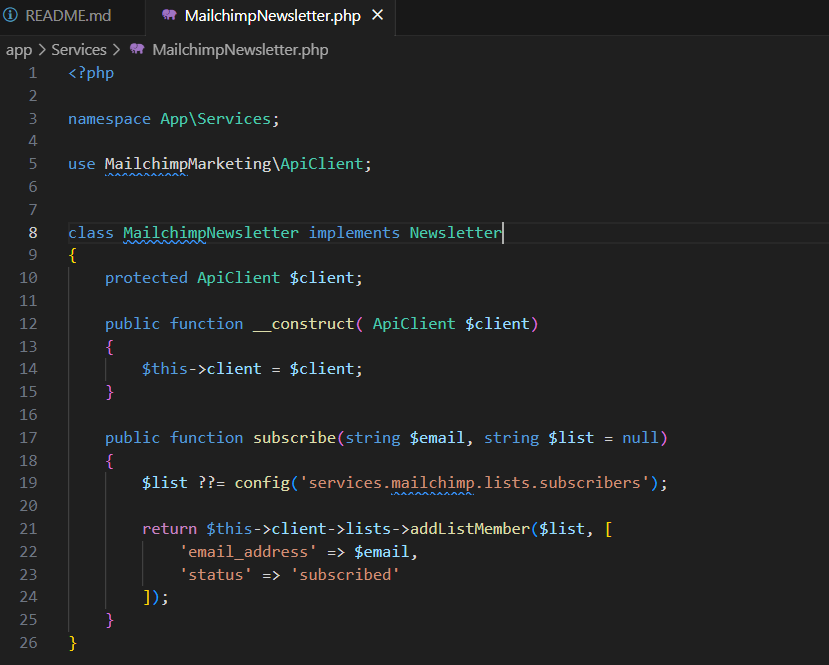 README.md MailchimpNewsletter.php
app > Services > MailchimpNewsletter.php
1 <?php
2
3 namespace App\Services;
4
5 use MailchimpMarketing\ApiClient;
6
7
8 class MailchimpNewsletter implements Newsletter
9 {
10     protected ApiClient $client;
11
12     public function __construct( ApiClient $client)
13     {
14         $this->client = $client;
15     }
16
17     public function subscribe(string $email, string $list = null)
18     {
19         $list ??= config('services.mailchimp.lists.subscribers');
20
21         return $this->client->lists->addListMember($list, [
22             'email_address' => $email,
23             'status' => 'subscribed'
24         ]);
25     }
26 }